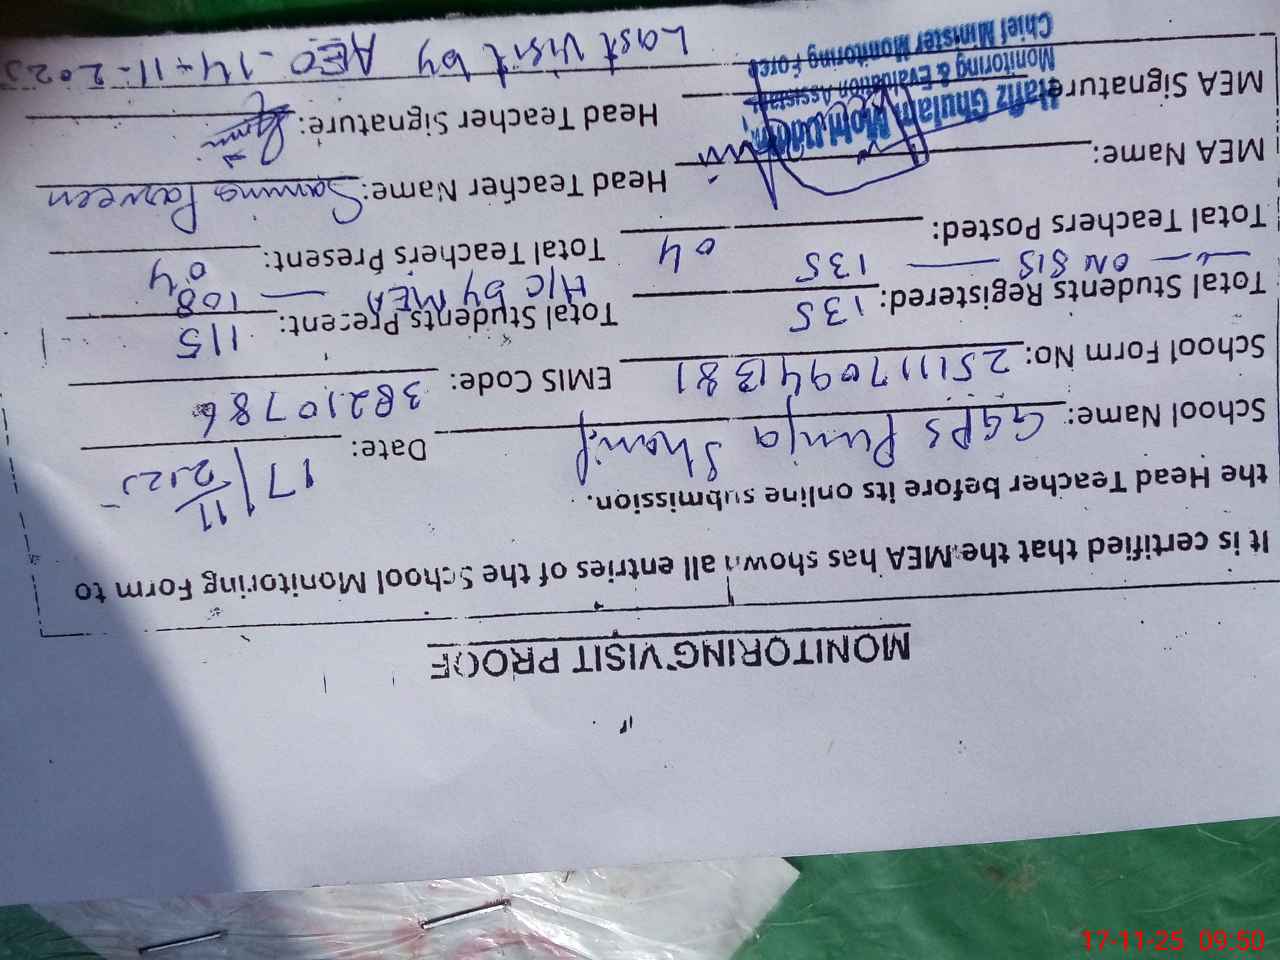 MONITORING VISIT PROOF
It is certified that the MEA has shown all entries of the School Monitoring Form to
the Head Teacher before its online submission.
School Name: GGPS Punja Sharif Date: 17/11/2025
School Form No: 2511170941381 EMIS Code: 38210786
Total Students Registered: 135 Total Students Present: 115
ON SIS — 135 H/C by MEA — 108
Total Teachers Posted: 04 Total Teachers Present: 04
MEA Name: Head Teacher Name: Samina Parveen
MEA Signature Head Teacher Signature:
Hafiz Ghulam
Monitoring & Evaluation Assistant
Chief Minister Monitoring Force
Last visit by AEO - 14-11-2025
17-11-25 09:50